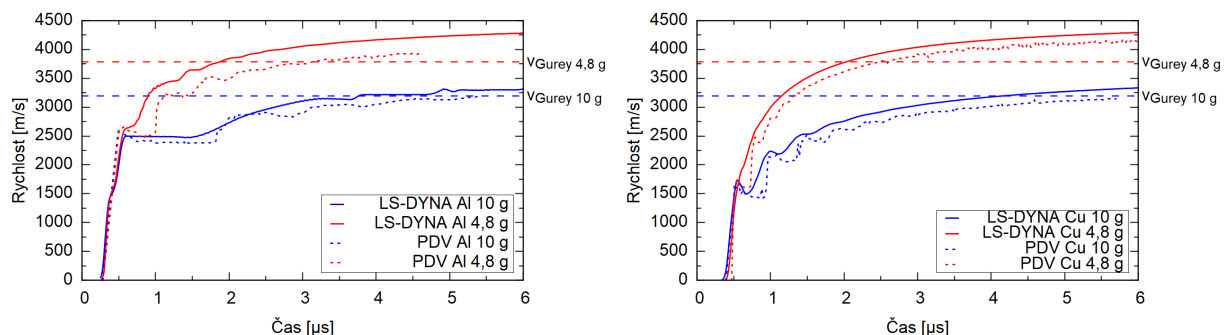 4500
4000
3500
3000
2500
2000
1500
1000
500
0
Rychlost [m/s]
0 1 2 3 4 5 6
Čas [μs]
vGurey 4,8 g
vGurey 10 g
LS-DYNA Al 10 g
LS-DYNA Al 4,8 g
PDV Al 10 g
PDV Al 4,8 g
4500
4000
3500
3000
2500
2000
1500
1000
500
0
Rychlost [m/s]
0 1 2 3 4 5 6
Čas [μs]
vGurey 4,8 g
vGurey 10 g
LS-DYNA Cu 10 g
LS-DYNA Cu 4,8 g
PDV Cu 10 g
PDV Cu 4,8 g